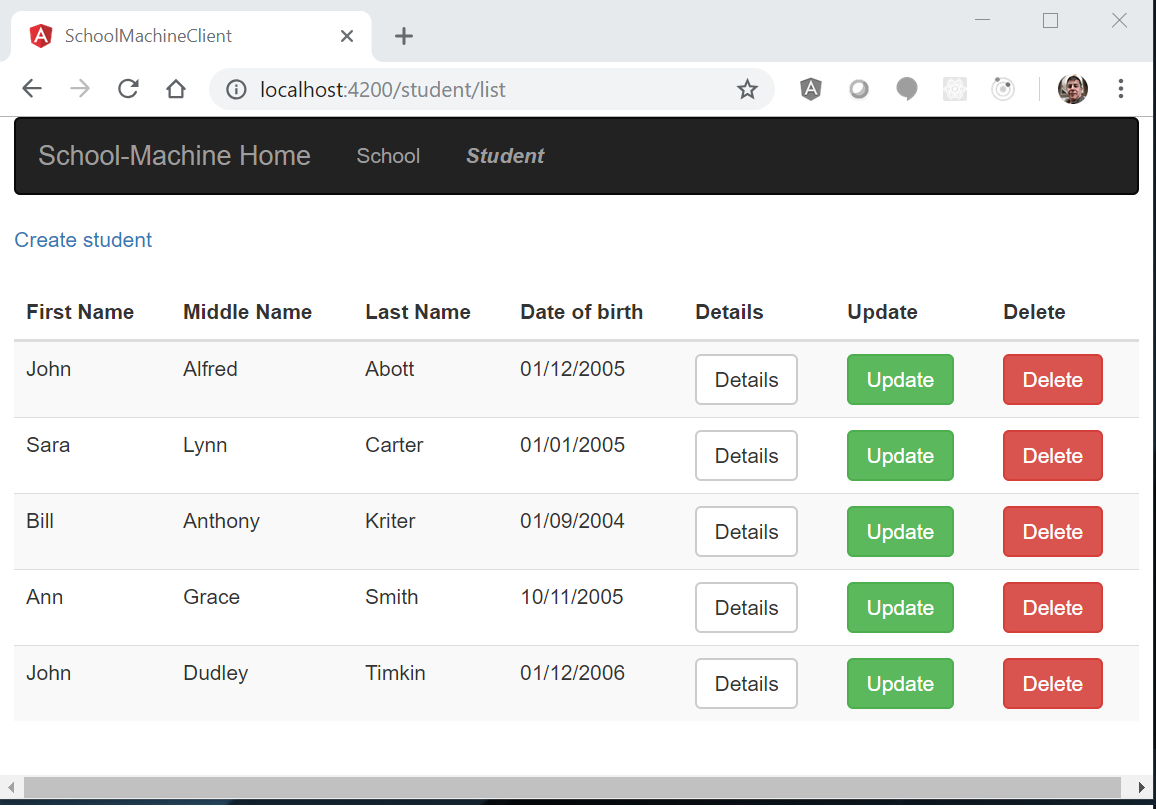 SchoolMachineClient
localhost:4200/student/list
School-Machine Home School Student
Create student
First Name Middle Name Last Name Date of birth Details Update Delete
John Alfred Abott 01/12/2005 Details Update Delete
Sara Lynn Carter 01/01/2005 Details Update Delete
Bill Anthony Kriter 01/09/2004 Details Update Delete
Ann Grace Smith 10/11/2005 Details Update Delete
John Dudley Timkin 01/12/2006 Details Update Delete